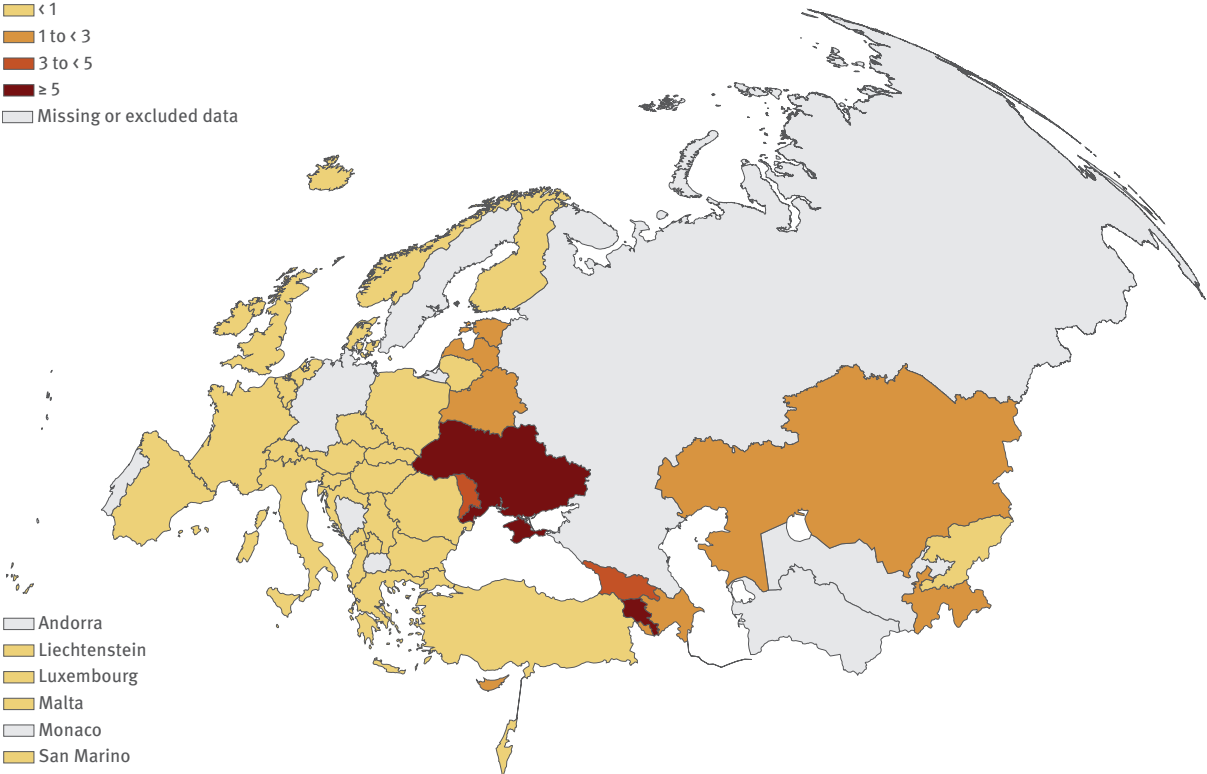 < 1
1 to < 3
3 to < 5
≥ 5
Missing or excluded data
Andorra
Liechtenstein
Luxembourg
Malta
Monaco
San Marino